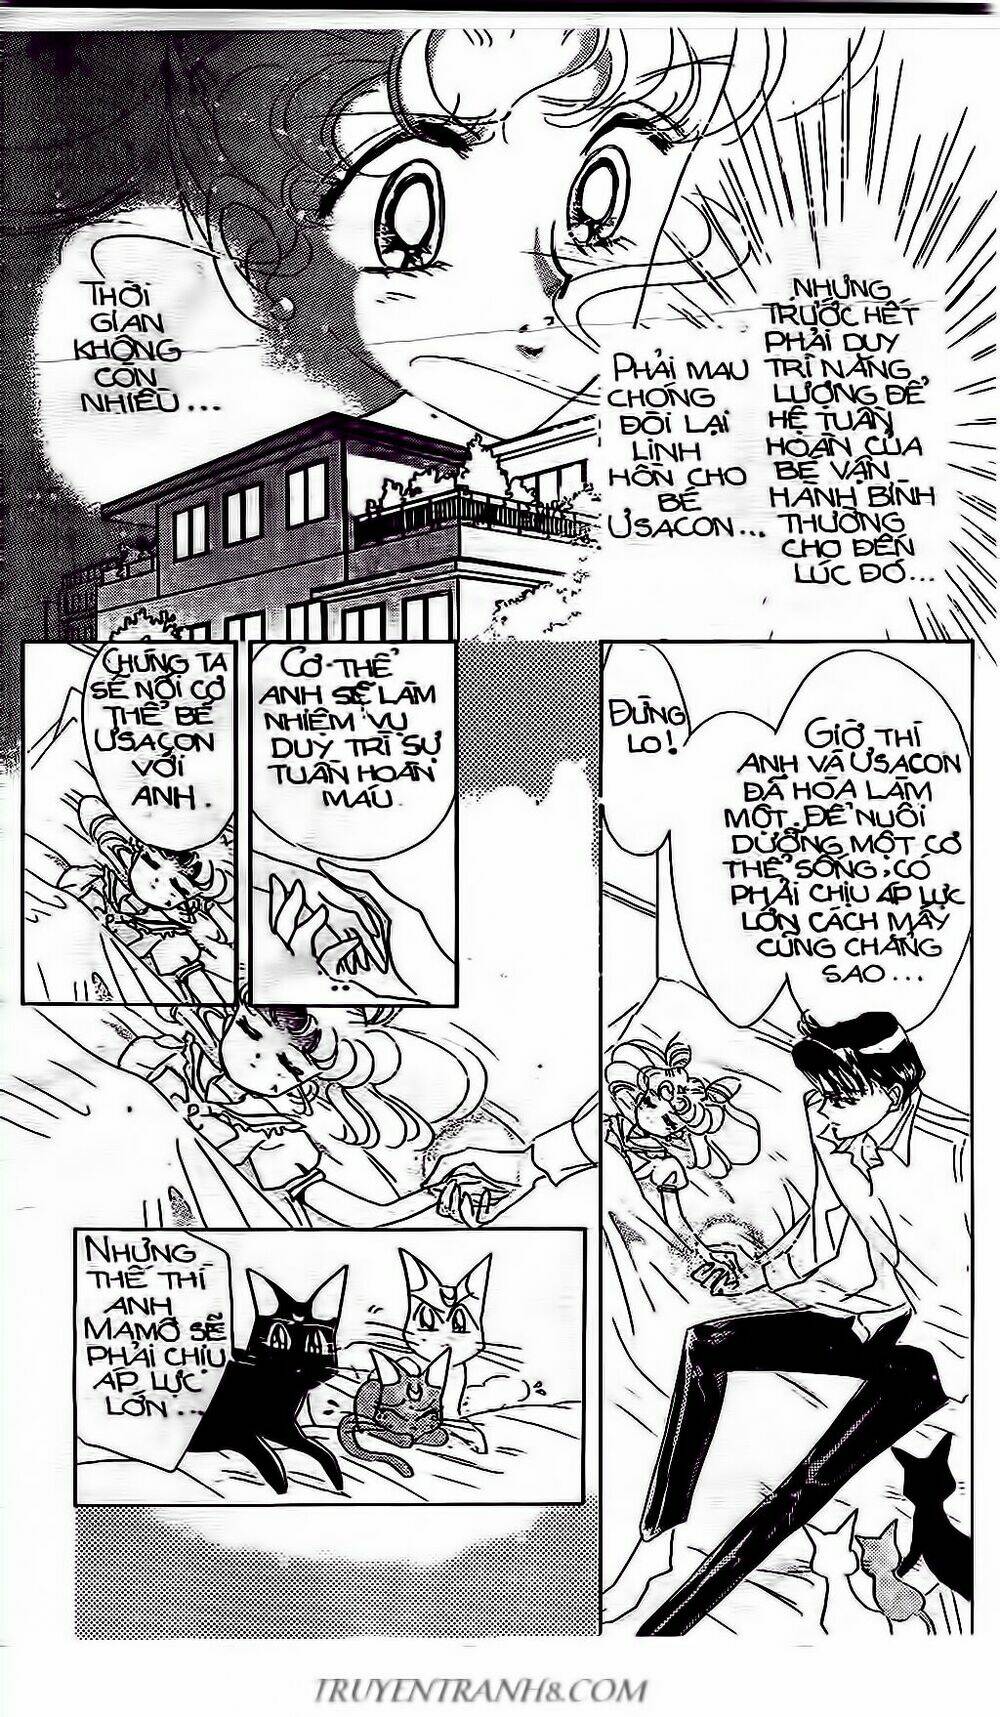 NHƯNG
TRƯỚC HẾT
PHẢI DUY
TRÌ NĂNG
LƯỢNG ĐỂ
HỆ TUẦN
HOÀN CỦA
BÉ VẬN
HÀNH BÌNH
THƯỜNG
CHO ĐẾN
LÚC ĐÓ...
PHẢI MAU
CHÓNG
ĐÒI LẠI
LINH
HỒN CHO
BÉ
ƯSACON...
THỜI
GIAN
KHÔNG
CÒN
NHIỀU...
GIỜ THÌ
ANH VÀ ƯSACON
ĐÃ HÒA LÀM
MỘT. ĐỂ NUÔI
DƯỠNG MỘT CƠ
THỂ SỐNG, CÓ
PHẢI CHỊU ÁP LỰC
LỚN CÁCH MẤY
CŨNG CHẲNG
SAO...
ĐỪNG
LO!
CƠ THỂ
ANH SẼ LÀM
NHIỆM VỤ
DUY TRÌ SỰ
TUẦN HOÀN
MÁU
CHÚNG TA
SẼ NỐI CƠ
THỂ BÉ
ƯSACON
VỚI
ANH.
NHƯNG
THẾ THÌ
ANH
MAMÔ SẼ
PHẢI CHỊU
ÁP LỰC
LỚN...
TRUYENTRANH8.COM